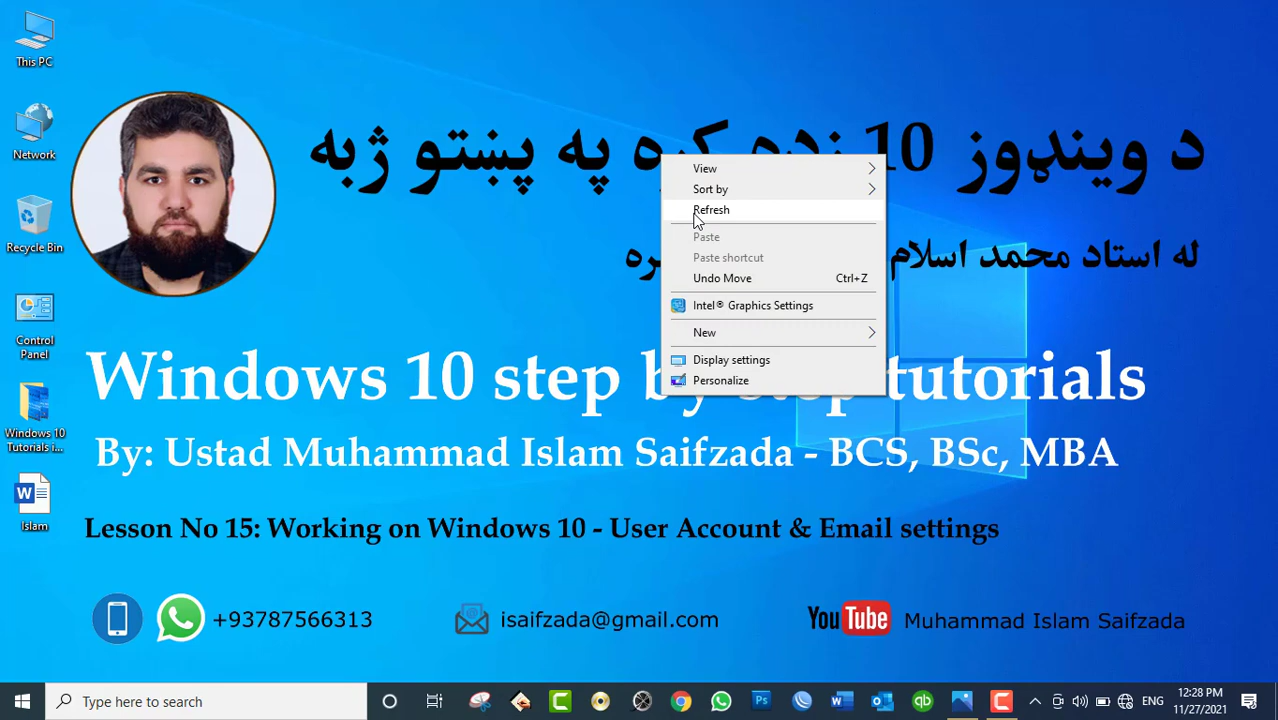 This PC
Network
Recycle Bin
Control
Panel
Windows 10
Tutorials i...
Islam
د وينډوز 10 زده کړه په پښتو ژبه
له استاد محمد اسلام
View
Sort by
Refresh
Paste
Paste shortcut
Undo Move Ctrl+Z
Intel® Graphics Settings
New
Display settings
Personalize
Windows 10 step by step tutorials
By: Ustad Muhammad Islam Saifzada - BCS, BSc, MBA
Lesson No 15: Working on Windows 10 - User Account & Email settings
+93787566313
isaifzada@gmail.com
YouTube Muhammad Islam Saifzada
Type here to search
ENG
12:28 PM
11/27/2021